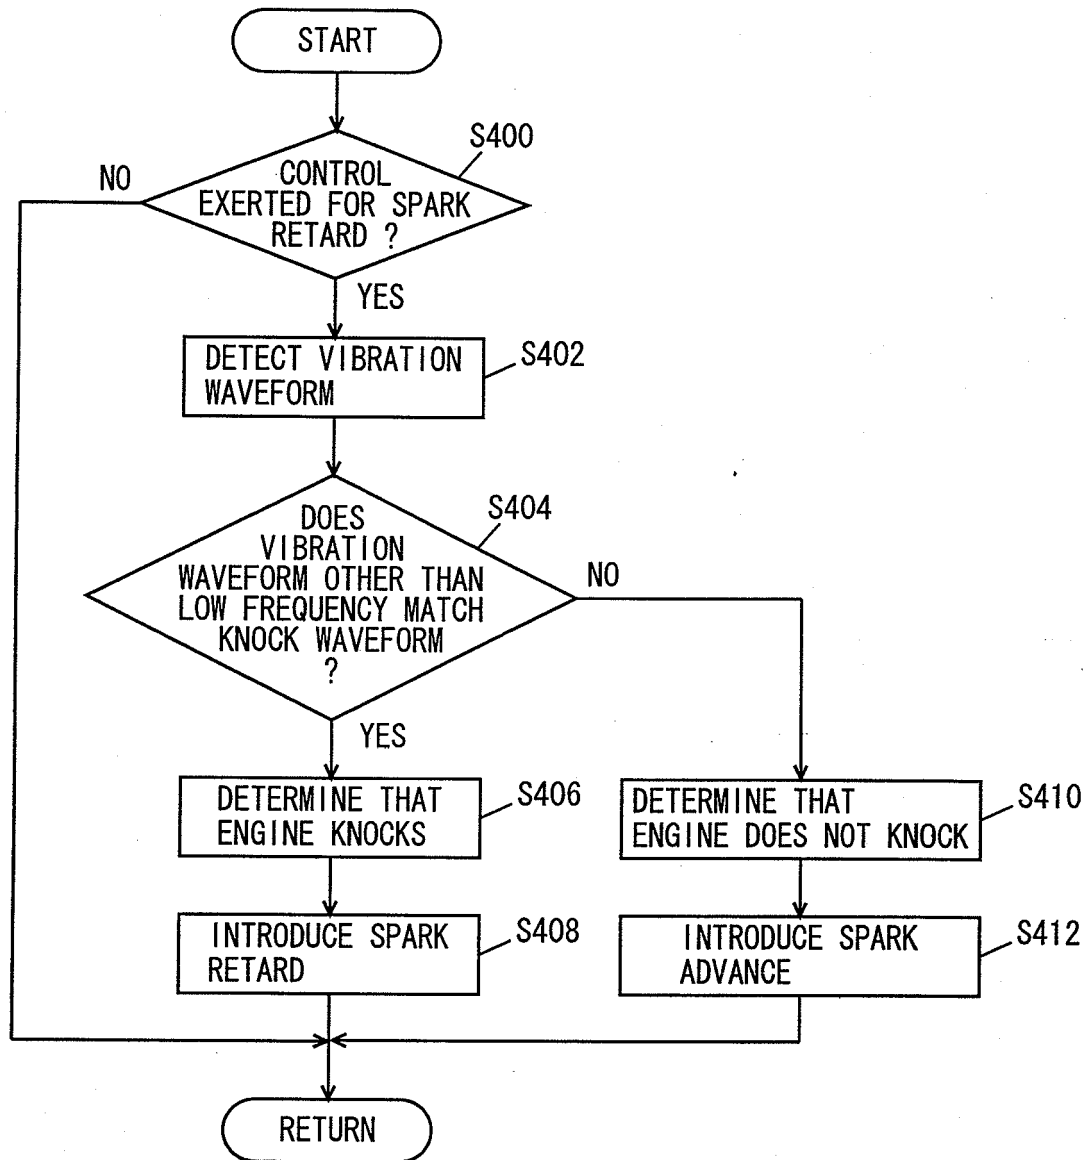 START
S400
NO
CONTROL
EXERTED FOR SPARK
RETARD ?
YES
DETECT VIBRATION
WAVEFORM
S402
S404
DOES
VIBRATION
WAVEFORM OTHER THAN
LOW FREQUENCY MATCH
KNOCK WAVEFORM
?
NO
YES
DETERMINE THAT
ENGINE KNOCKS
S406
DETERMINE THAT
ENGINE DOES NOT KNOCK
S410
INTRODUCE SPARK
RETARD
S408
INTRODUCE SPARK
ADVANCE
S412
RETURN